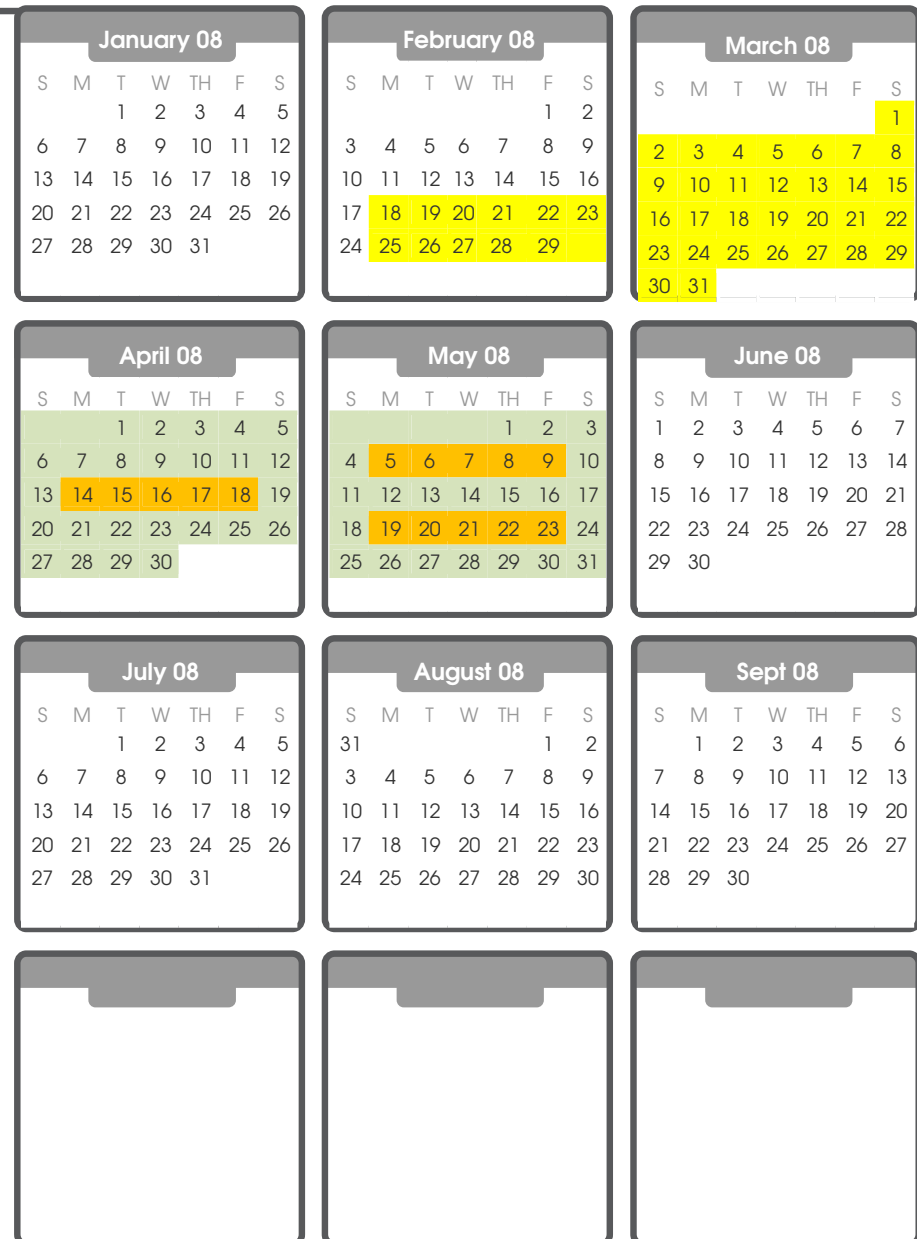 January 08
S M T W TH F S
1 2 3 4 5
6 7 8 9 10 11 12
13 14 15 16 17 18 19
20 21 22 23 24 25 26
27 28 29 30 31
February 08
S M T W TH F S
1 2
3 4 5 6 7 8 9
10 11 12 13 14 15 16
17 18 19 20 21 22 23
24 25 26 27 28 29
March 08
S M T W TH F S
1
2 3 4 5 6 7 8
9 10 11 12 13 14 15
16 17 18 19 20 21 22
23 24 25 26 27 28 29
30 31
April 08
S M T W TH F S
1 2 3 4 5
6 7 8 9 10 11 12
13 14 15 16 17 18 19
20 21 22 23 24 25 26
27 28 29 30
May 08
S M T W TH F S
1 2 3
4 5 6 7 8 9 10
11 12 13 14 15 16 17
18 19 20 21 22 23 24
25 26 27 28 29 30 31
June 08
S M T W TH F S
1 2 3 4 5 6 7
8 9 10 11 12 13 14
15 16 17 18 19 20 21
22 23 24 25 26 27 28
29 30
July 08
S M T W TH F S
1 2 3 4 5
6 7 8 9 10 11 12
13 14 15 16 17 18 19
20 21 22 23 24 25 26
27 28 29 30 31
August 08
S M T W TH F S
31 1 2
3 4 5 6 7 8 9
10 11 12 13 14 15 16
17 18 19 20 21 22 23
24 25 26 27 28 29 30
Sept 08
S M T W TH F S
1 2 3 4 5 6
7 8 9 10 11 12 13
14 15 16 17 18 19 20
21 22 23 24 25 26 27
28 29 30